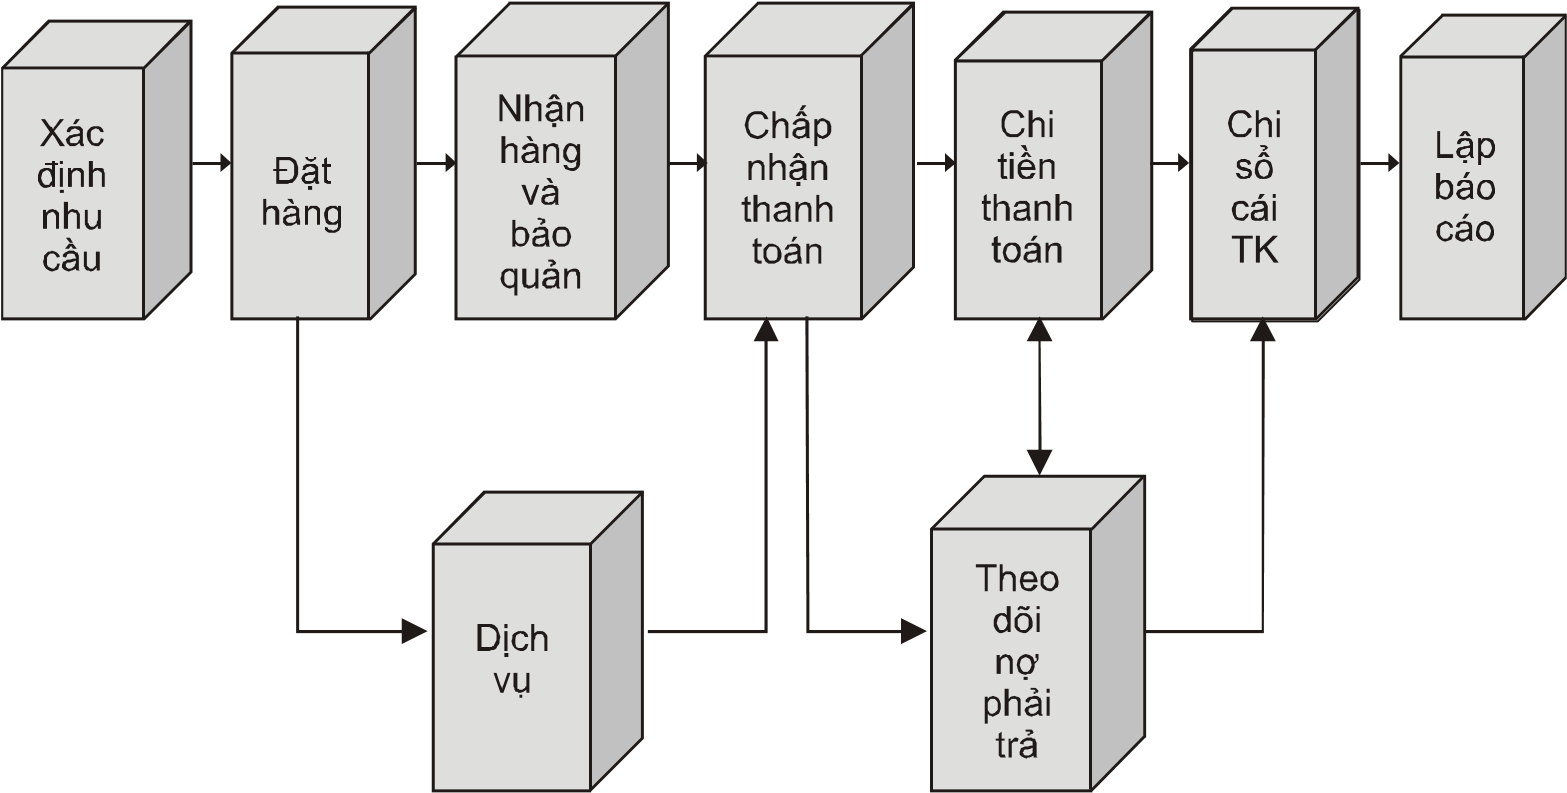 Xác
định
nhu
cầu
Đặt
hàng
Nhận
hàng
và
bảo
quản
Chấp
nhận
thanh
toán
Chi
tiền
thanh
toán
Chi
sổ
cái
TK
Lập
báo
cáo
Dịch
vụ
Theo
dõi
nợ
phải
trả